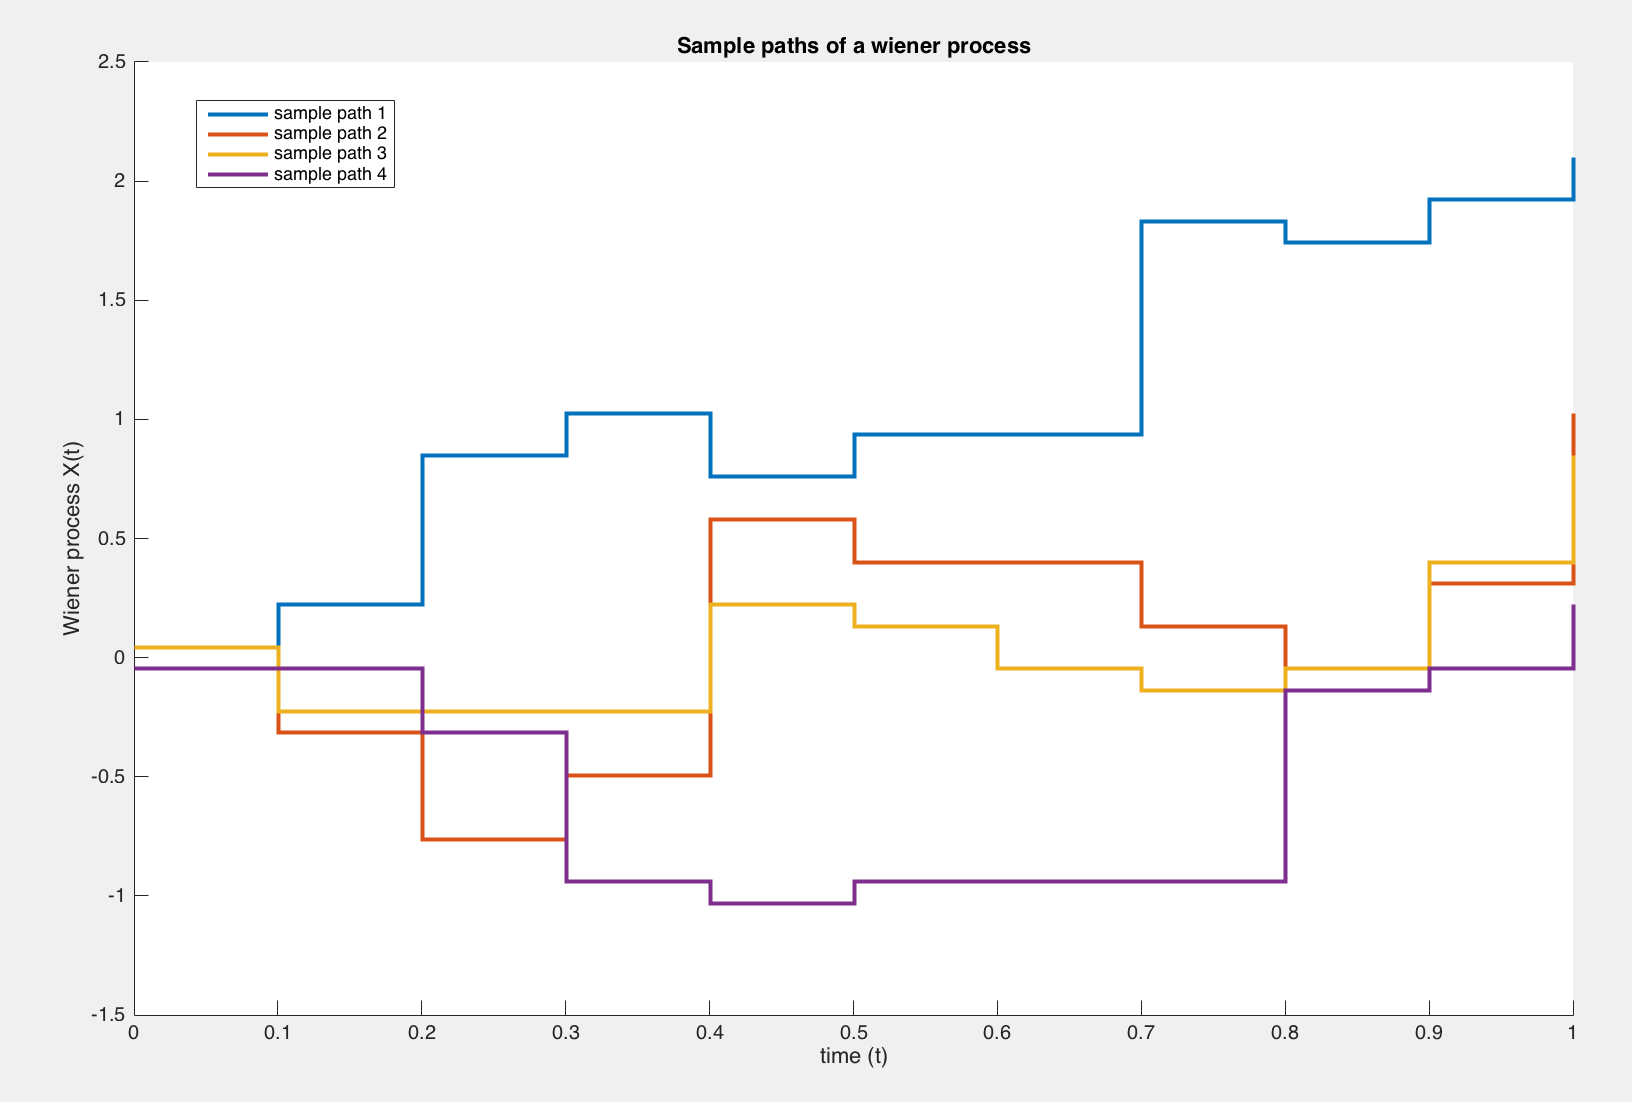 Sample paths of a wiener process
2.5
2
1.5
1
0.5
0
-0.5
-1
-1.5
Wiener process X(t)
sample path 1
sample path 2
sample path 3
sample path 4
0 0.1 0.2 0.3 0.4 0.5 0.6 0.7 0.8 0.9 1
time (t)